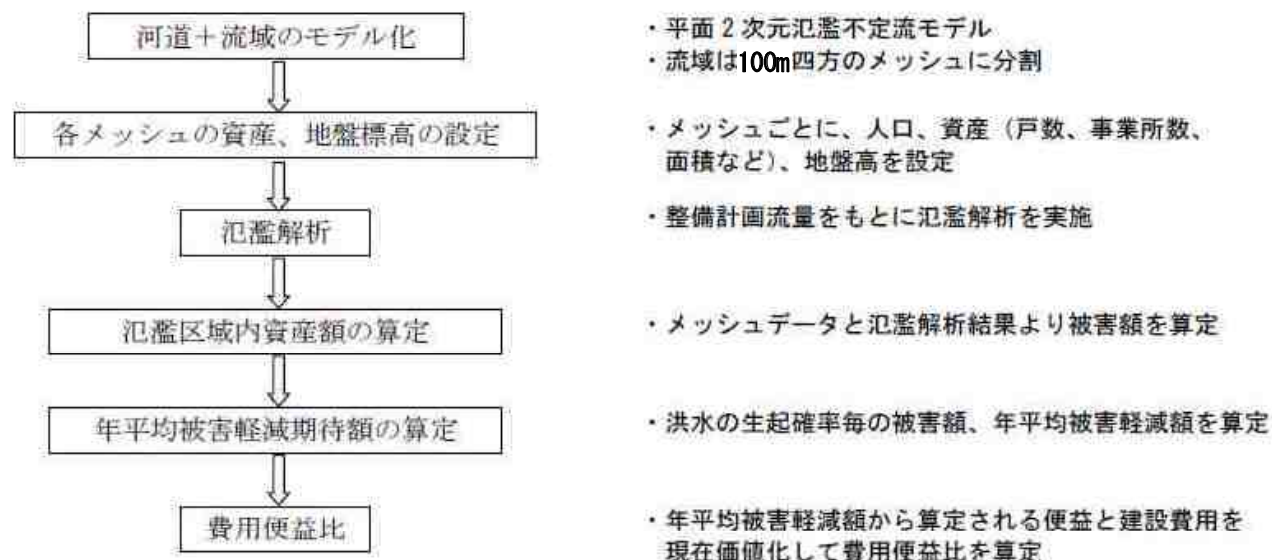 河道＋流域のモデル化
・平面２次元氾濫不定流モデル
・流域は100m四方のメッシュに分割
各メッシュの資産、地盤標高の設定
・メッシュごとに、人口、資産（戸数、事業所数、
面積など）、地盤高を設定
氾濫解析
・整備計画流量をもとに氾濫解析を実施
氾濫区域内資産額の算定
・メッシュデータと氾濫解析結果より被害額を算定
年平均被害軽減期待額の算定
・洪水の生起確率毎の被害額、年平均被害軽減額を算定
費用便益比
・年平均被害軽減額から算定される便益と建設費用を
現在価値化して費用便益比を算定